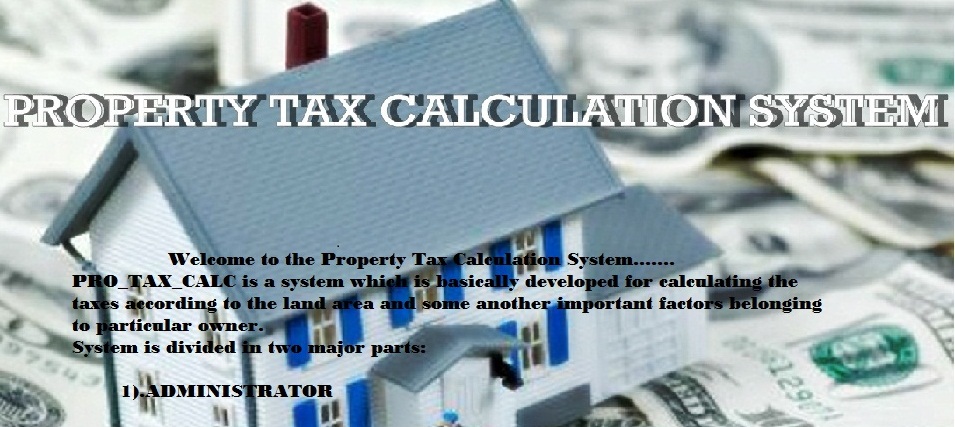 PROPERTY TAX CALCULATION SYSTEM
Welcome to the Property Tax Calculation System.......
PRO_TAX_CALC is a system which is basically developed for calculating the
taxes according to the land area and some another important factors belonging
to particular owner.
System is divided in two major parts:
1).ADMINISTRATOR